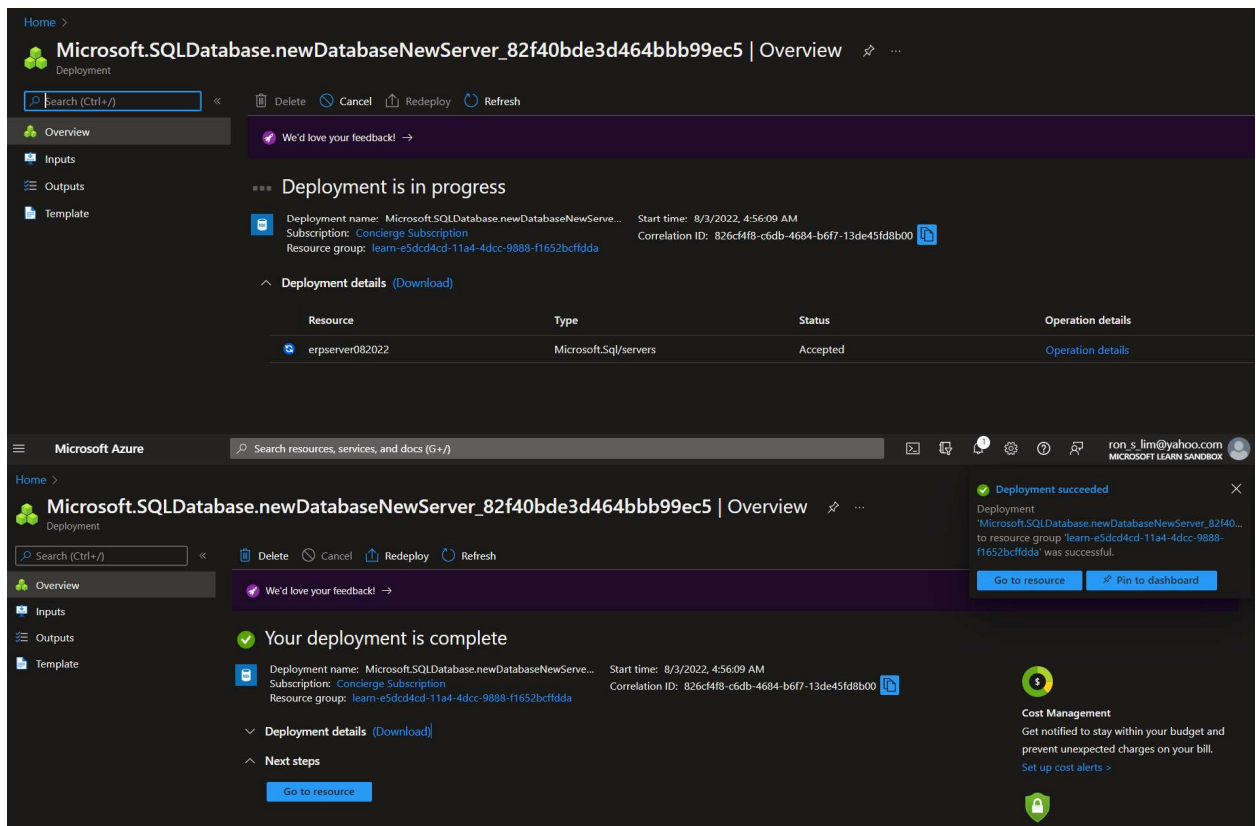 Home >
Microsoft.SQLDatabase.newDatabaseNewServer_82f40bde3d464bbb99ec5 | Overview ...
Deployment
Search (Ctrl+/) «
Delete Cancel Redeploy Refresh
Overview
Inputs
Outputs
Template
We'd love your feedback! →
Deployment is in progress
Deployment name: Microsoft.SQLDatabase.newDatabaseNewServe... Start time: 8/3/2022, 4:56:09 AM
Subscription: Concierge Subscription Correlation ID: 826cf4f8-c6db-4684-b6f7-13de45fd8b00
Resource group: learn-e5dcd4cd-11a4-4dcc-9888-f1652bcffdda
Deployment details (Download)
Resource Type Status Operation details
erpserver082022 Microsoft.Sql/servers Accepted Operation details
Microsoft Azure Search resources, services, and docs (G+/) 1 ron_s_lim@yahoo.com
MICROSOFT LEARN SANDBOX
Home >
Microsoft.SQLDatabase.newDatabaseNewServer_82f40bde3d464bbb99ec5 | Overview ...
Deployment
Search (Ctrl+/) «
Delete Cancel Redeploy Refresh
Overview
Inputs
Outputs
Template
We'd love your feedback! →
Deployment succeeded
Deployment
'Microsoft.SQLDatabase.newDatabaseNewServer_82f40...
to resource group 'learn-e5dcd4cd-11a4-4dcc-9888-
f1652bcffdda' was successful.
Go to resource Pin to dashboard
Your deployment is complete
Deployment name: Microsoft.SQLDatabase.newDatabaseNewServe... Start time: 8/3/2022, 4:56:09 AM
Subscription: Concierge Subscription Correlation ID: 826cf4f8-c6db-4684-b6f7-13de45fd8b00
Resource group: learn-e5dcd4cd-11a4-4dcc-9888-f1652bcffdda
Deployment details (Download)
Next steps
Go to resource
$
Cost Management
Get notified to stay within your budget and
prevent unexpected charges on your bill.
Set up cost alerts >